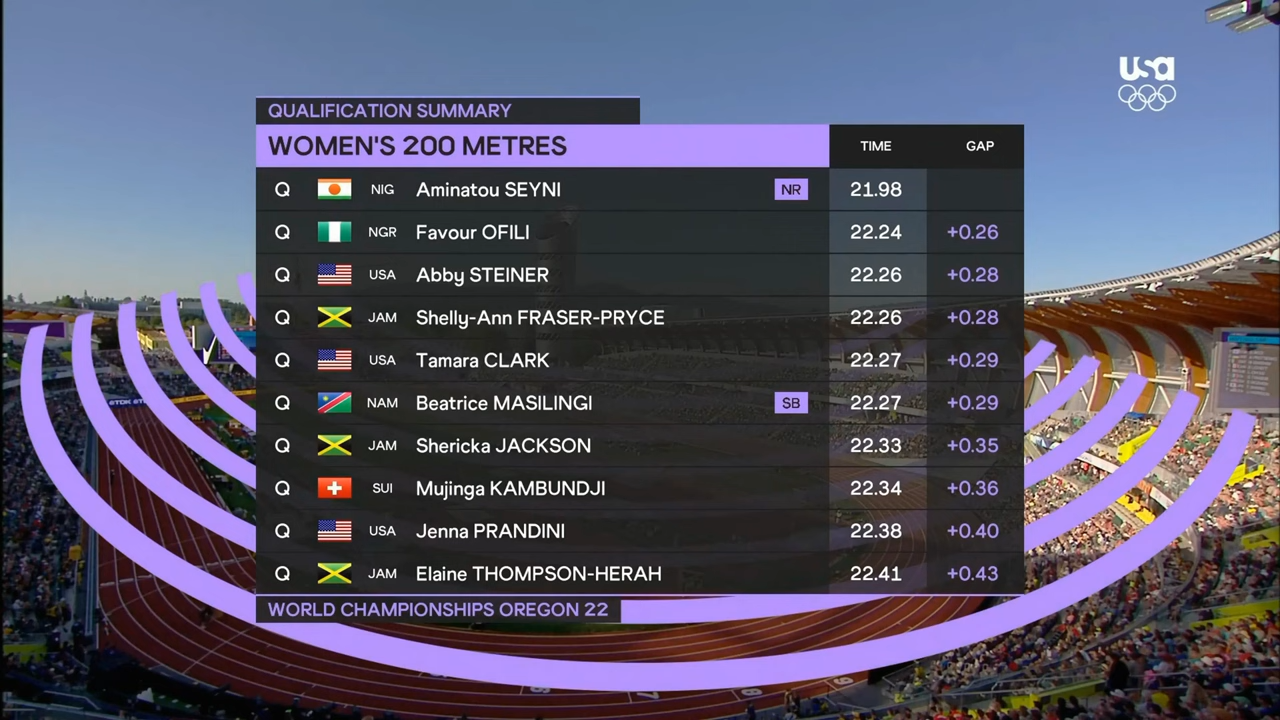 usa
QUALIFICATION SUMMARY
WOMEN'S 200 METRES TIME GAP
Q NIG Aminatou SEYNI NR 21.98
Q NGR Favour OFILI 22.24 +0.26
Q USA Abby STEINER 22.26 +0.28
Q JAM Shelly-Ann FRASER-PRYCE 22.26 +0.28
Q USA Tamara CLARK 22.27 +0.29
Q NAM Beatrice MASILINGI SB 22.27 +0.29
Q JAM Shericka JACKSON 22.33 +0.35
Q SUI Mujinga KAMBUNDJI 22.34 +0.36
Q USA Jenna PRANDINI 22.38 +0.40
Q JAM Elaine THOMPSON-HERAH 22.41 +0.43
WORLD CHAMPIONSHIPS OREGON 22